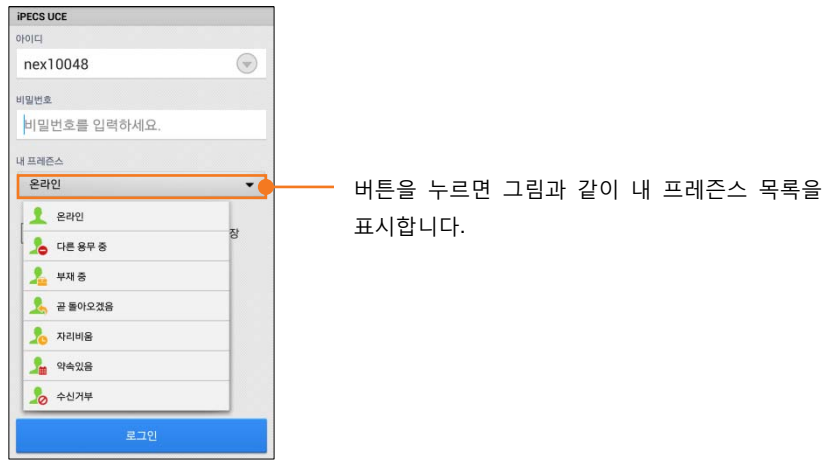 iPECS UCE
아이디
nex10048
비밀번호
비밀번호를 입력하세요.
내 프레즌스
온라인
온라인
장
다른 용무 중
부재 중
곧 돌아오겠음
자리비움
약속있음
수신거부
로그인
버튼을 누르면 그림과 같이 내 프레즌스 목록을
표시합니다.